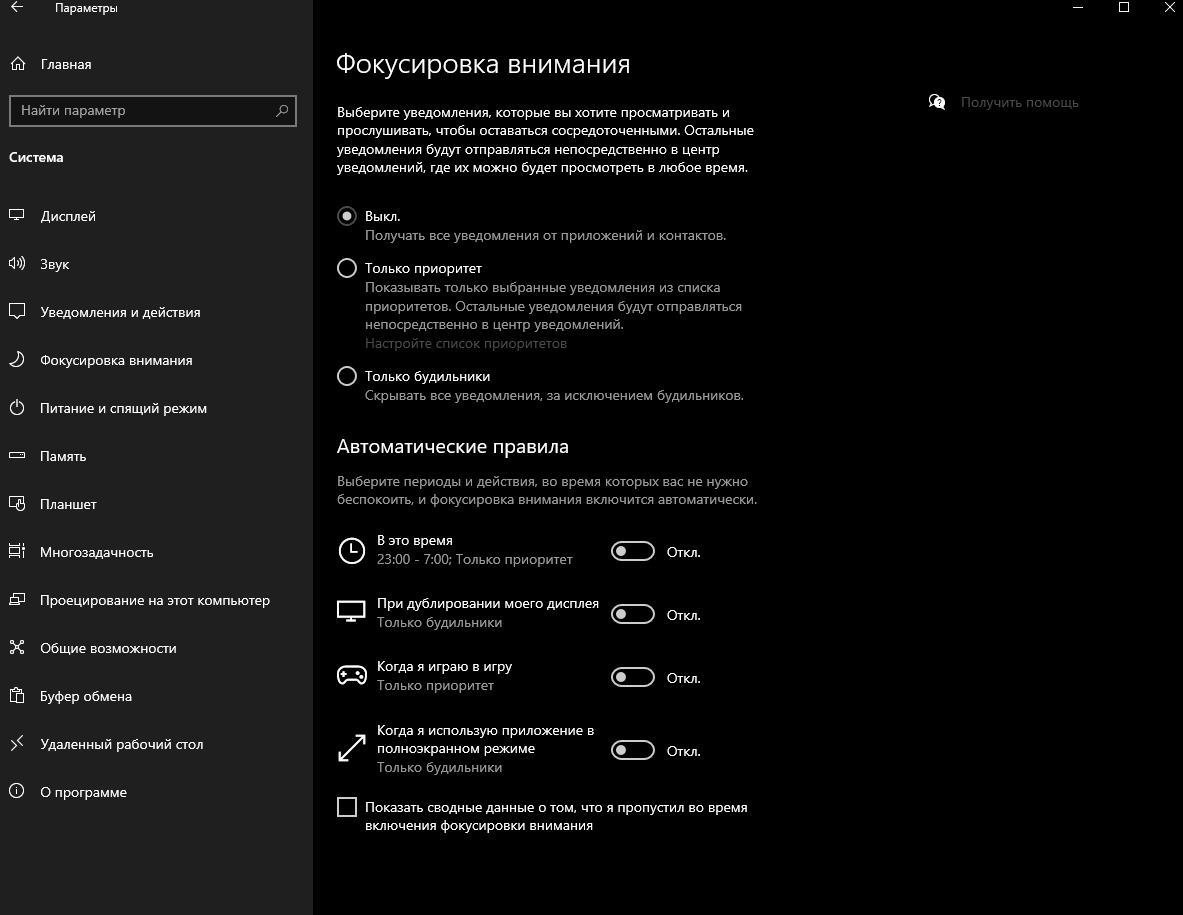 Параметры
Главная
Найти параметр
Система
Дисплей
Звук
Уведомления и действия
Фокусировка внимания
Питание и спящий режим
Память
Планшет
Многозадачность
Проецирование на этот компьютер
Общие возможности
Буфер обмена
Удаленный рабочий стол
О программе
Фокусировка внимания
Выберите уведомления, которые вы хотите просматривать и
прослушивать, чтобы оставаться сосредоточенными. Остальные
уведомления будут отправляться непосредственно в центр
уведомлений, где их можно будет просмотреть в любое время.
Выкл.
Получать все уведомления от приложений и контактов.
Только приоритет
Показывать только выбранные уведомления из списка
приоритетов. Остальные уведомления будут отправляться
непосредственно в центр уведомлений.
Настройте список приоритетов
Только будильники
Скрывать все уведомления, за исключением будильников.
Автоматические правила
Выберите периоды и действия, во время которых вас не нужно
беспокоить, и фокусировка внимания включится автоматически.
В это время
23:00 - 7:00; Только приоритет
Откл.
При дублировании моего дисплея
Только будильники
Откл.
Когда я играю в игру
Только приоритет
Откл.
Когда я использую приложение в
полноэкранном режиме
Только будильники
Откл.
Показать сводные данные о том, что я пропустил во время
включения фокусировки внимания
Получить помощь